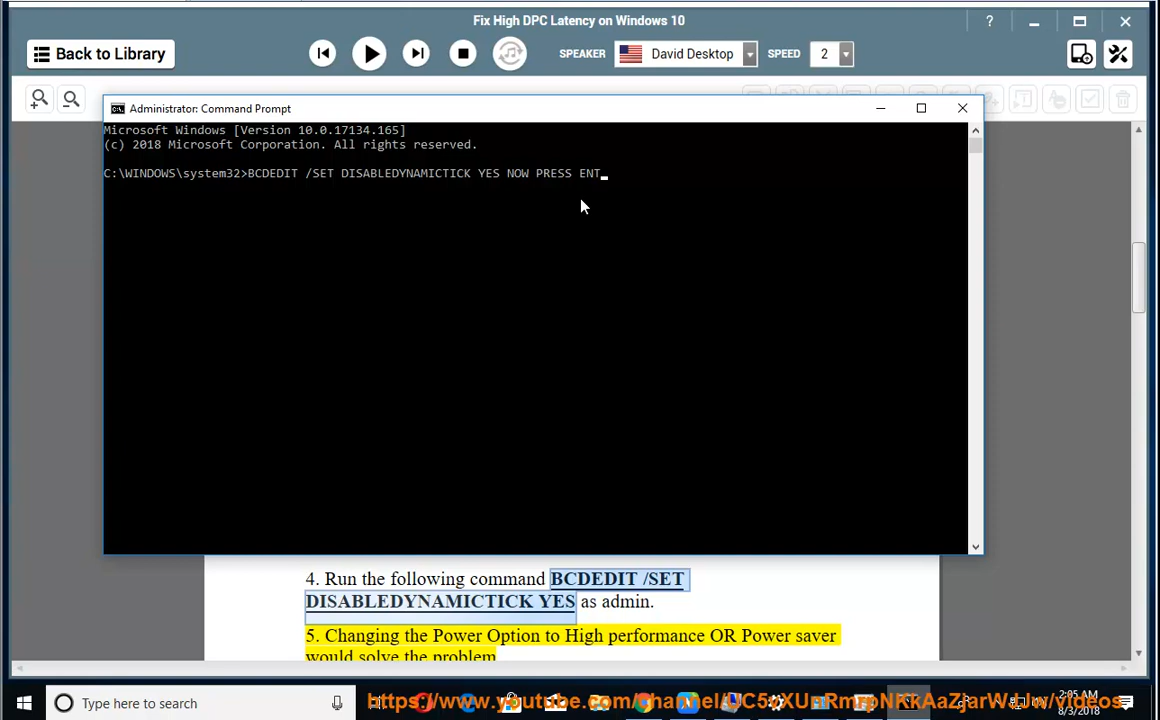 Fix High DPC Latency on Windows 10
?
Back to Library
SPEAKER David Desktop SPEED 2
Administrator: Command Prompt
Microsoft Windows [Version 10.0.17134.165]
(c) 2018 Microsoft Corporation. All rights reserved.
C:\WINDOWS\system32>BCDEDIT /SET DISABLEDYNAMICTICK YES NOW PRESS ENT_
4. Run the following command BCDEDIT /SET
DISABLEDYNAMICTICK YES as admin.
5. Changing the Power Option to High performance OR Power saver
would solve the problem
Type here to search
2:05 AM
8/3/2018